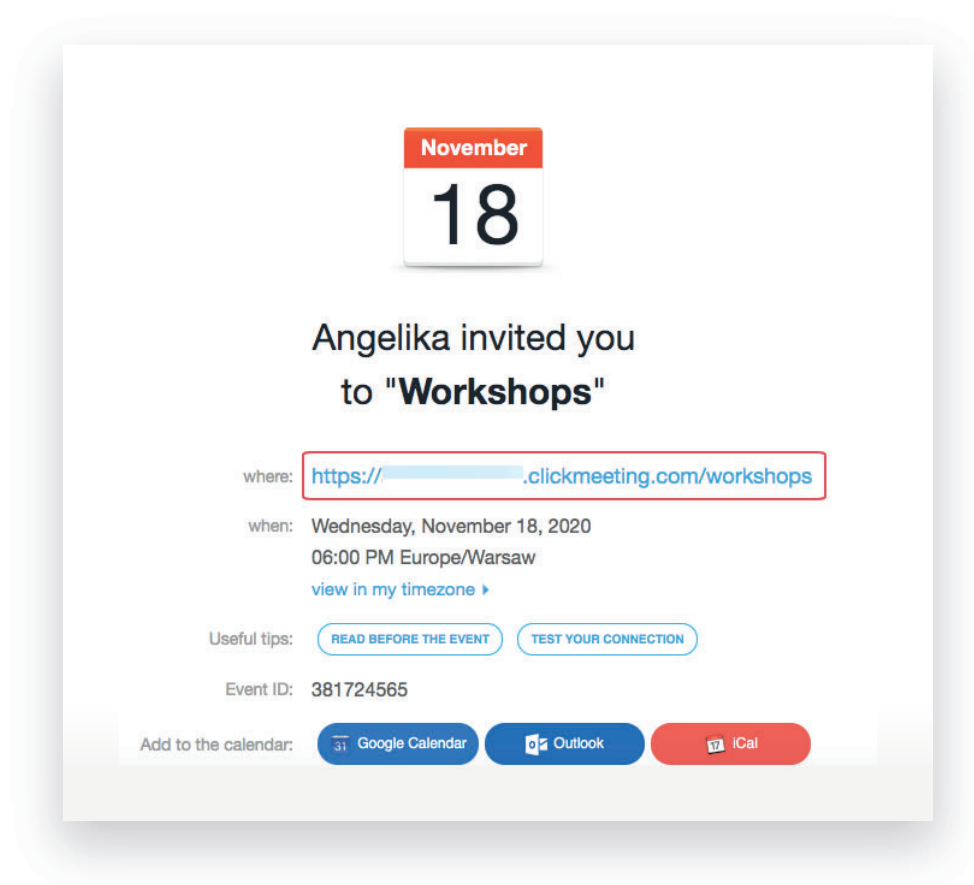 November
18
Angelika invited you
to "Workshops"
where: https:// .clickmeeting.com/workshops
when: Wednesday, November 18, 2020
06:00 PM Europe/Warsaw
view in my timezone
Useful tips: READ BEFORE THE EVENT TEST YOUR CONNECTION
Event ID: 381724565
Add to the calendar: 31 Google Calendar o Outlook 17 iCal